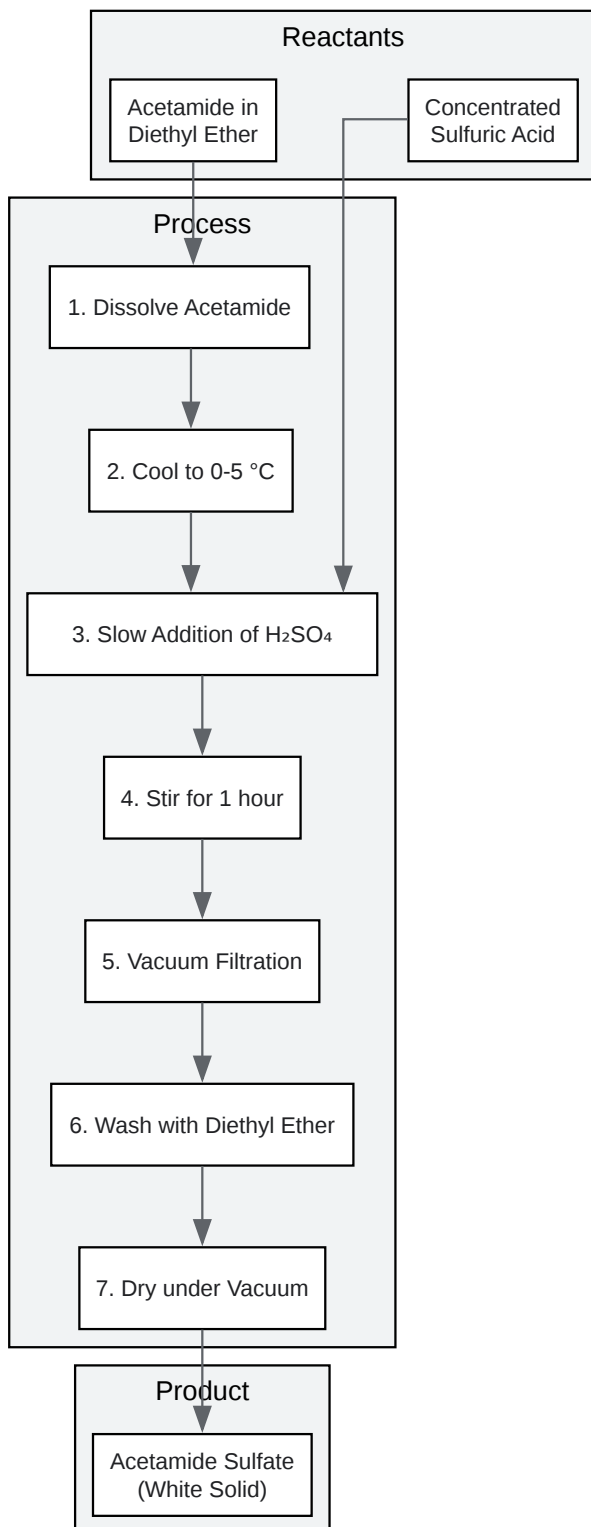 Reactants
Acetamide in
Diethyl Ether
Concentrated
Sulfuric Acid
Process
1. Dissolve Acetamide
2. Cool to 0-5 °C
3. Slow Addition of H₂SO₄
4. Stir for 1 hour
5. Vacuum Filtration
6. Wash with Diethyl Ether
7. Dry under Vacuum
Product
Acetamide Sulfate
(White Solid)